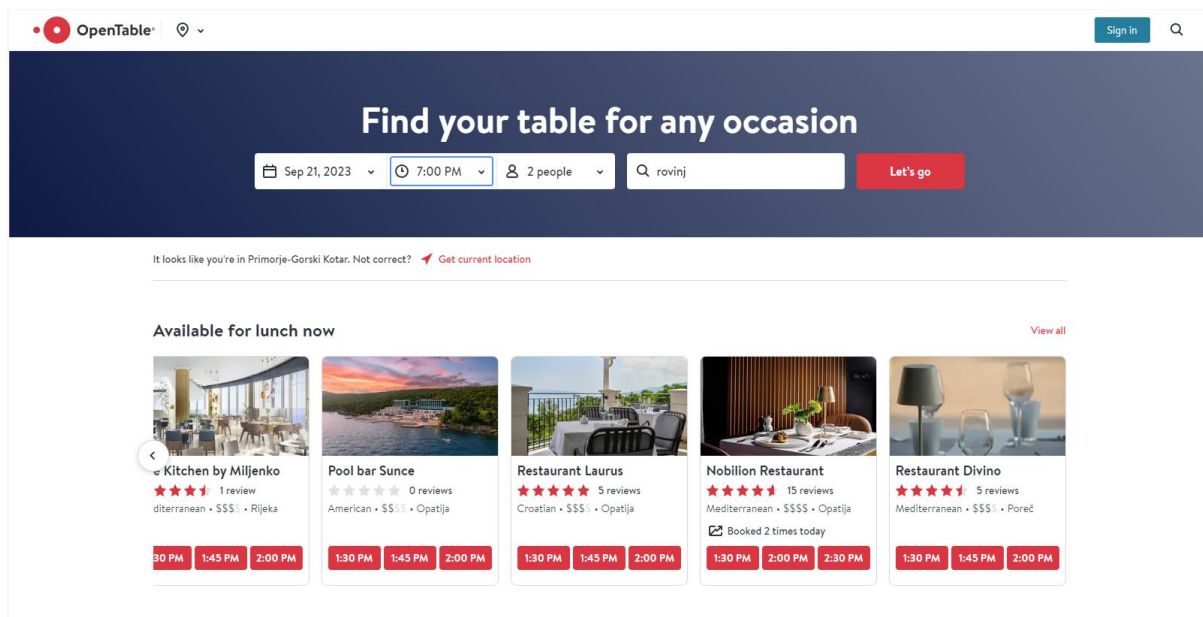 OpenTable
Sign in
Find your table for any occasion
Sep 21, 2023 7:00 PM 2 people rovinj Let's go
It looks like you're in Primorje-Gorski Kotar. Not correct? Get current location
Available for lunch now View all
e Kitchen by Miljenko
1 review
diterranean • $$$$ • Rijeka
30 PM 1:45 PM 2:00 PM
Pool bar Sunce
0 reviews
American • $$$$ • Opatija
1:30 PM 1:45 PM 2:00 PM
Restaurant Laurus
5 reviews
Croatian • $$$$ • Opatija
1:30 PM 1:45 PM 2:00 PM
Nobilion Restaurant
15 reviews
Mediterranean • $$$$ • Opatija
Booked 2 times today
1:30 PM 2:00 PM 2:30 PM
Restaurant Divino
5 reviews
Mediterranean • $$$$ • Poreč
1:30 PM 1:45 PM 2:00 PM